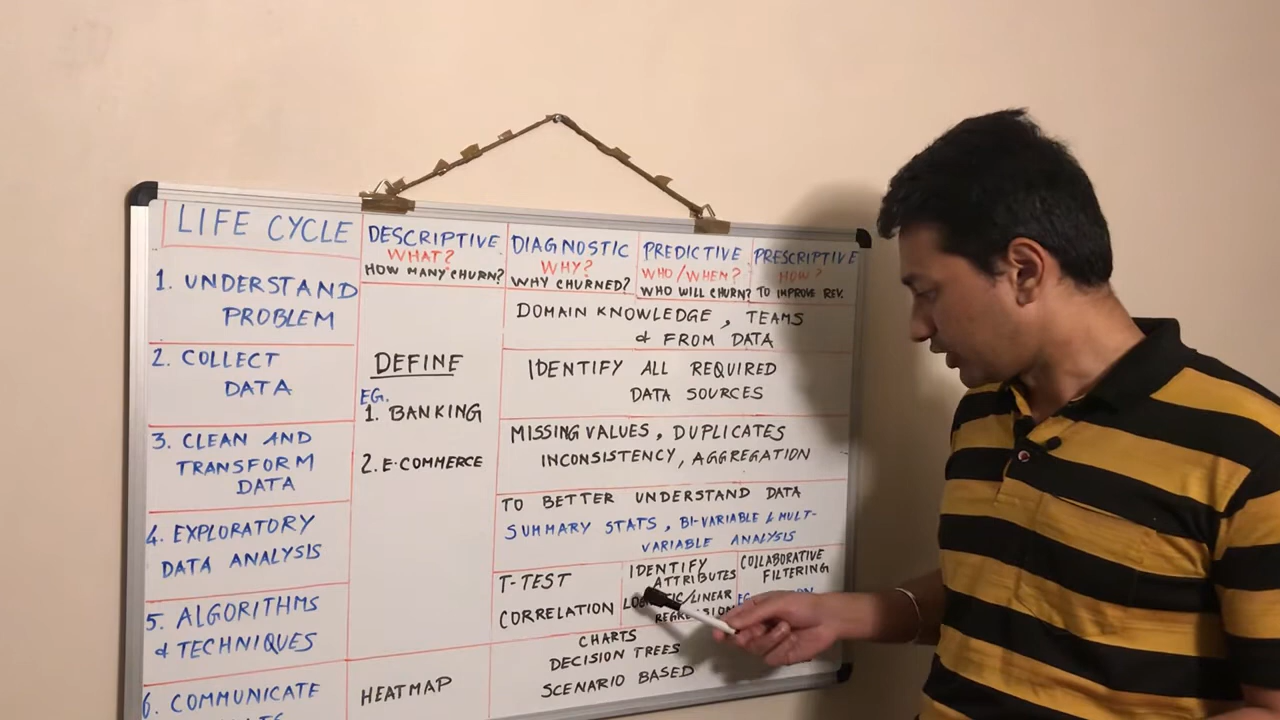 LIFE CYCLE
DESCRIPTIVE
WHAT?
HOW MANY CHURN?
DIAGNOSTIC
WHY?
WHY CHURNED?
PREDICTIVE
WHO/WHEN?
WHO WILL CHURN?
PRESCRIPTIVE
HOW?
TO IMPROVE REV.
1. UNDERSTAND
PROBLEM
DOMAIN KNOWLEDGE, TEAMS
& FROM DATA
2. COLLECT
DATA
DEFINE
EG.
1. BANKING
2. E-COMMERCE
IDENTIFY ALL REQUIRED
DATA SOURCES
3. CLEAN AND
TRANSFORM
DATA
MISSING VALUES, DUPLICATES
INCONSISTENCY, AGGREGATION
4. EXPLORATORY
DATA ANALYSIS
TO BETTER UNDERSTAND DATA
SUMMARY STATS, BI-VARIABLE & MULT-
VARIABLE ANALYSIS
5. ALGORITHMS
& TECHNIQUES
T-TEST
CORRELATION
IDENTIFY
ATTRIBUTES
/LINEAR
COLLABORATIVE
FILTERING
6. COMMUNICATE
HEATMAP
CHARTS
DECISION TREES
SCENARIO BASED